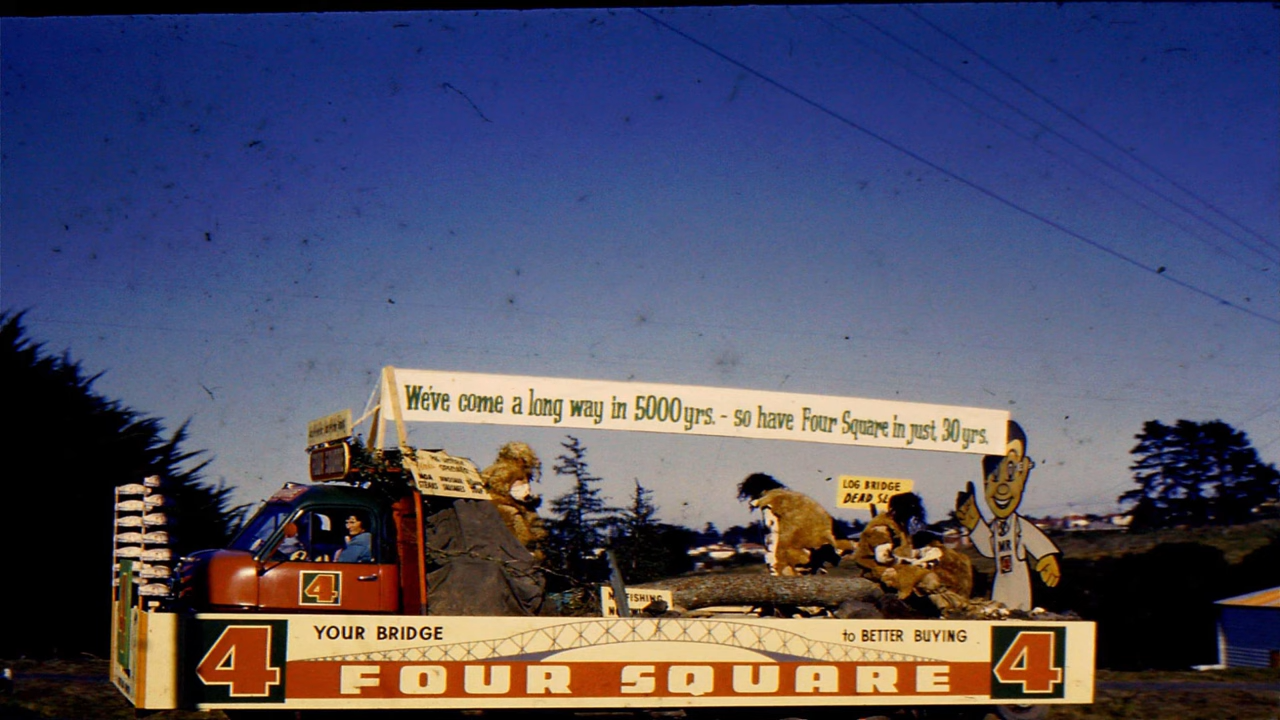 We've come a long way in 5000 yrs. - so have Four Square in just 30 yrs.
LOG BRIDGE
FISHING
MR
4
4 YOUR BRIDGE to BETTER BUYING 4
FOUR SQUARE